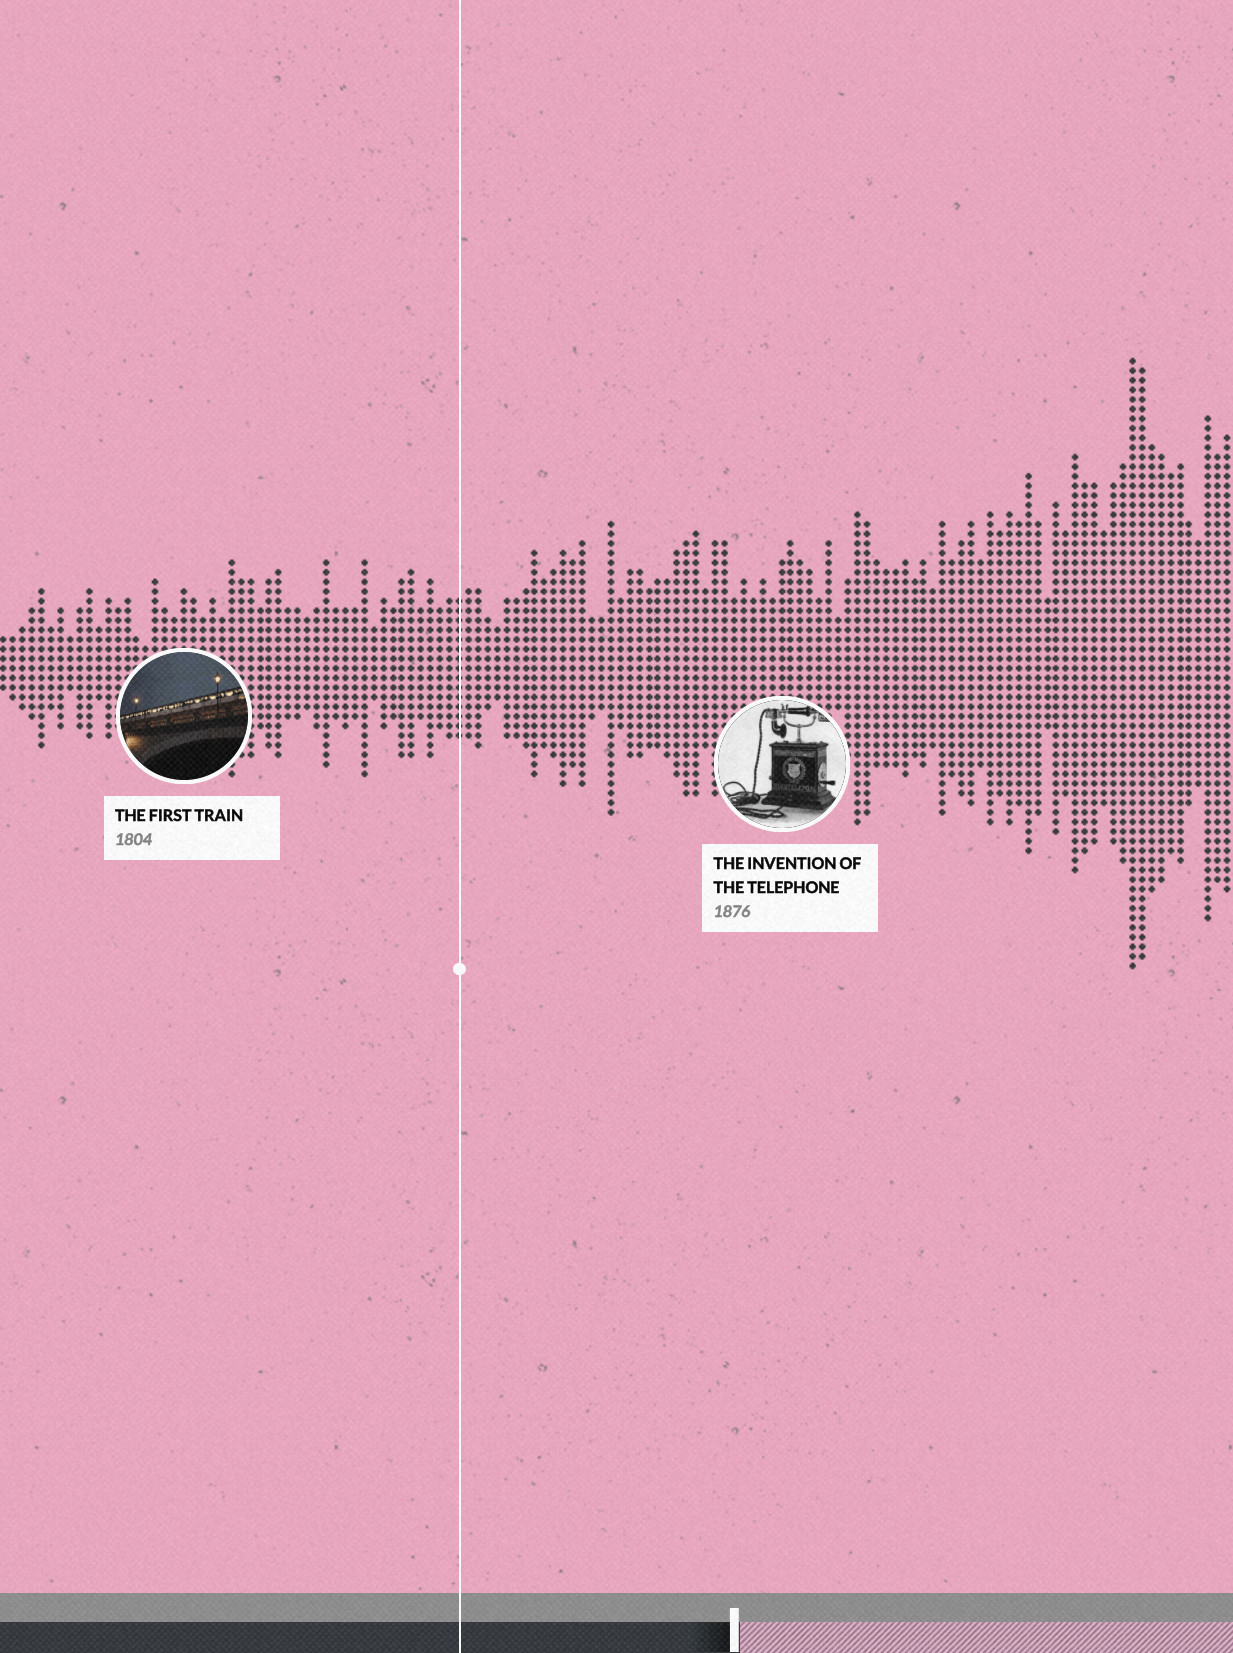 THE FIRST TRAIN
1804
THE INVENTION OF
THE TELEPHONE
1876